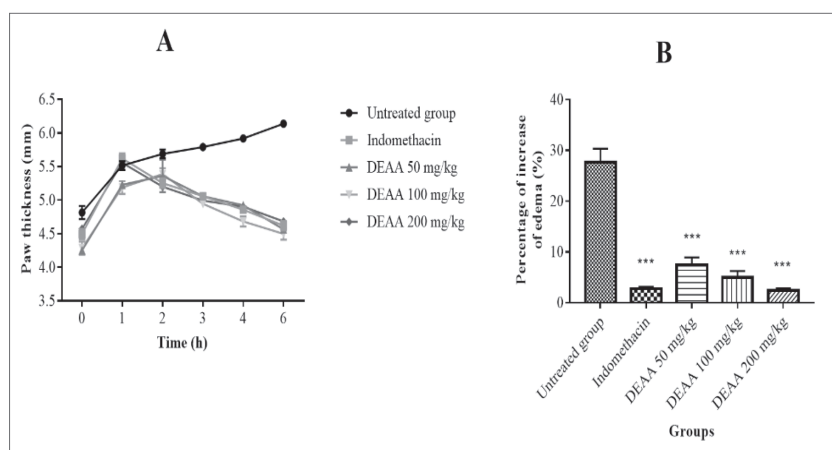 A
Paw thickness (mm)
6.5
6.0
5.5
5.0
4.5
4.0
3.5
0 1 2 3 4 6
Time (h)
Untreated group
Indomethacin
DEAA 50 mg/kg
DEAA 100 mg/kg
DEAA 200 mg/kg
B
Percentage of increase
of edema (%)
40
30
20
10
0
***
***
***
***
Untreated group
Indomethacin
DEAA 50 mg/kg
DEAA 100 mg/kg
DEAA 200 mg/kg
Groups